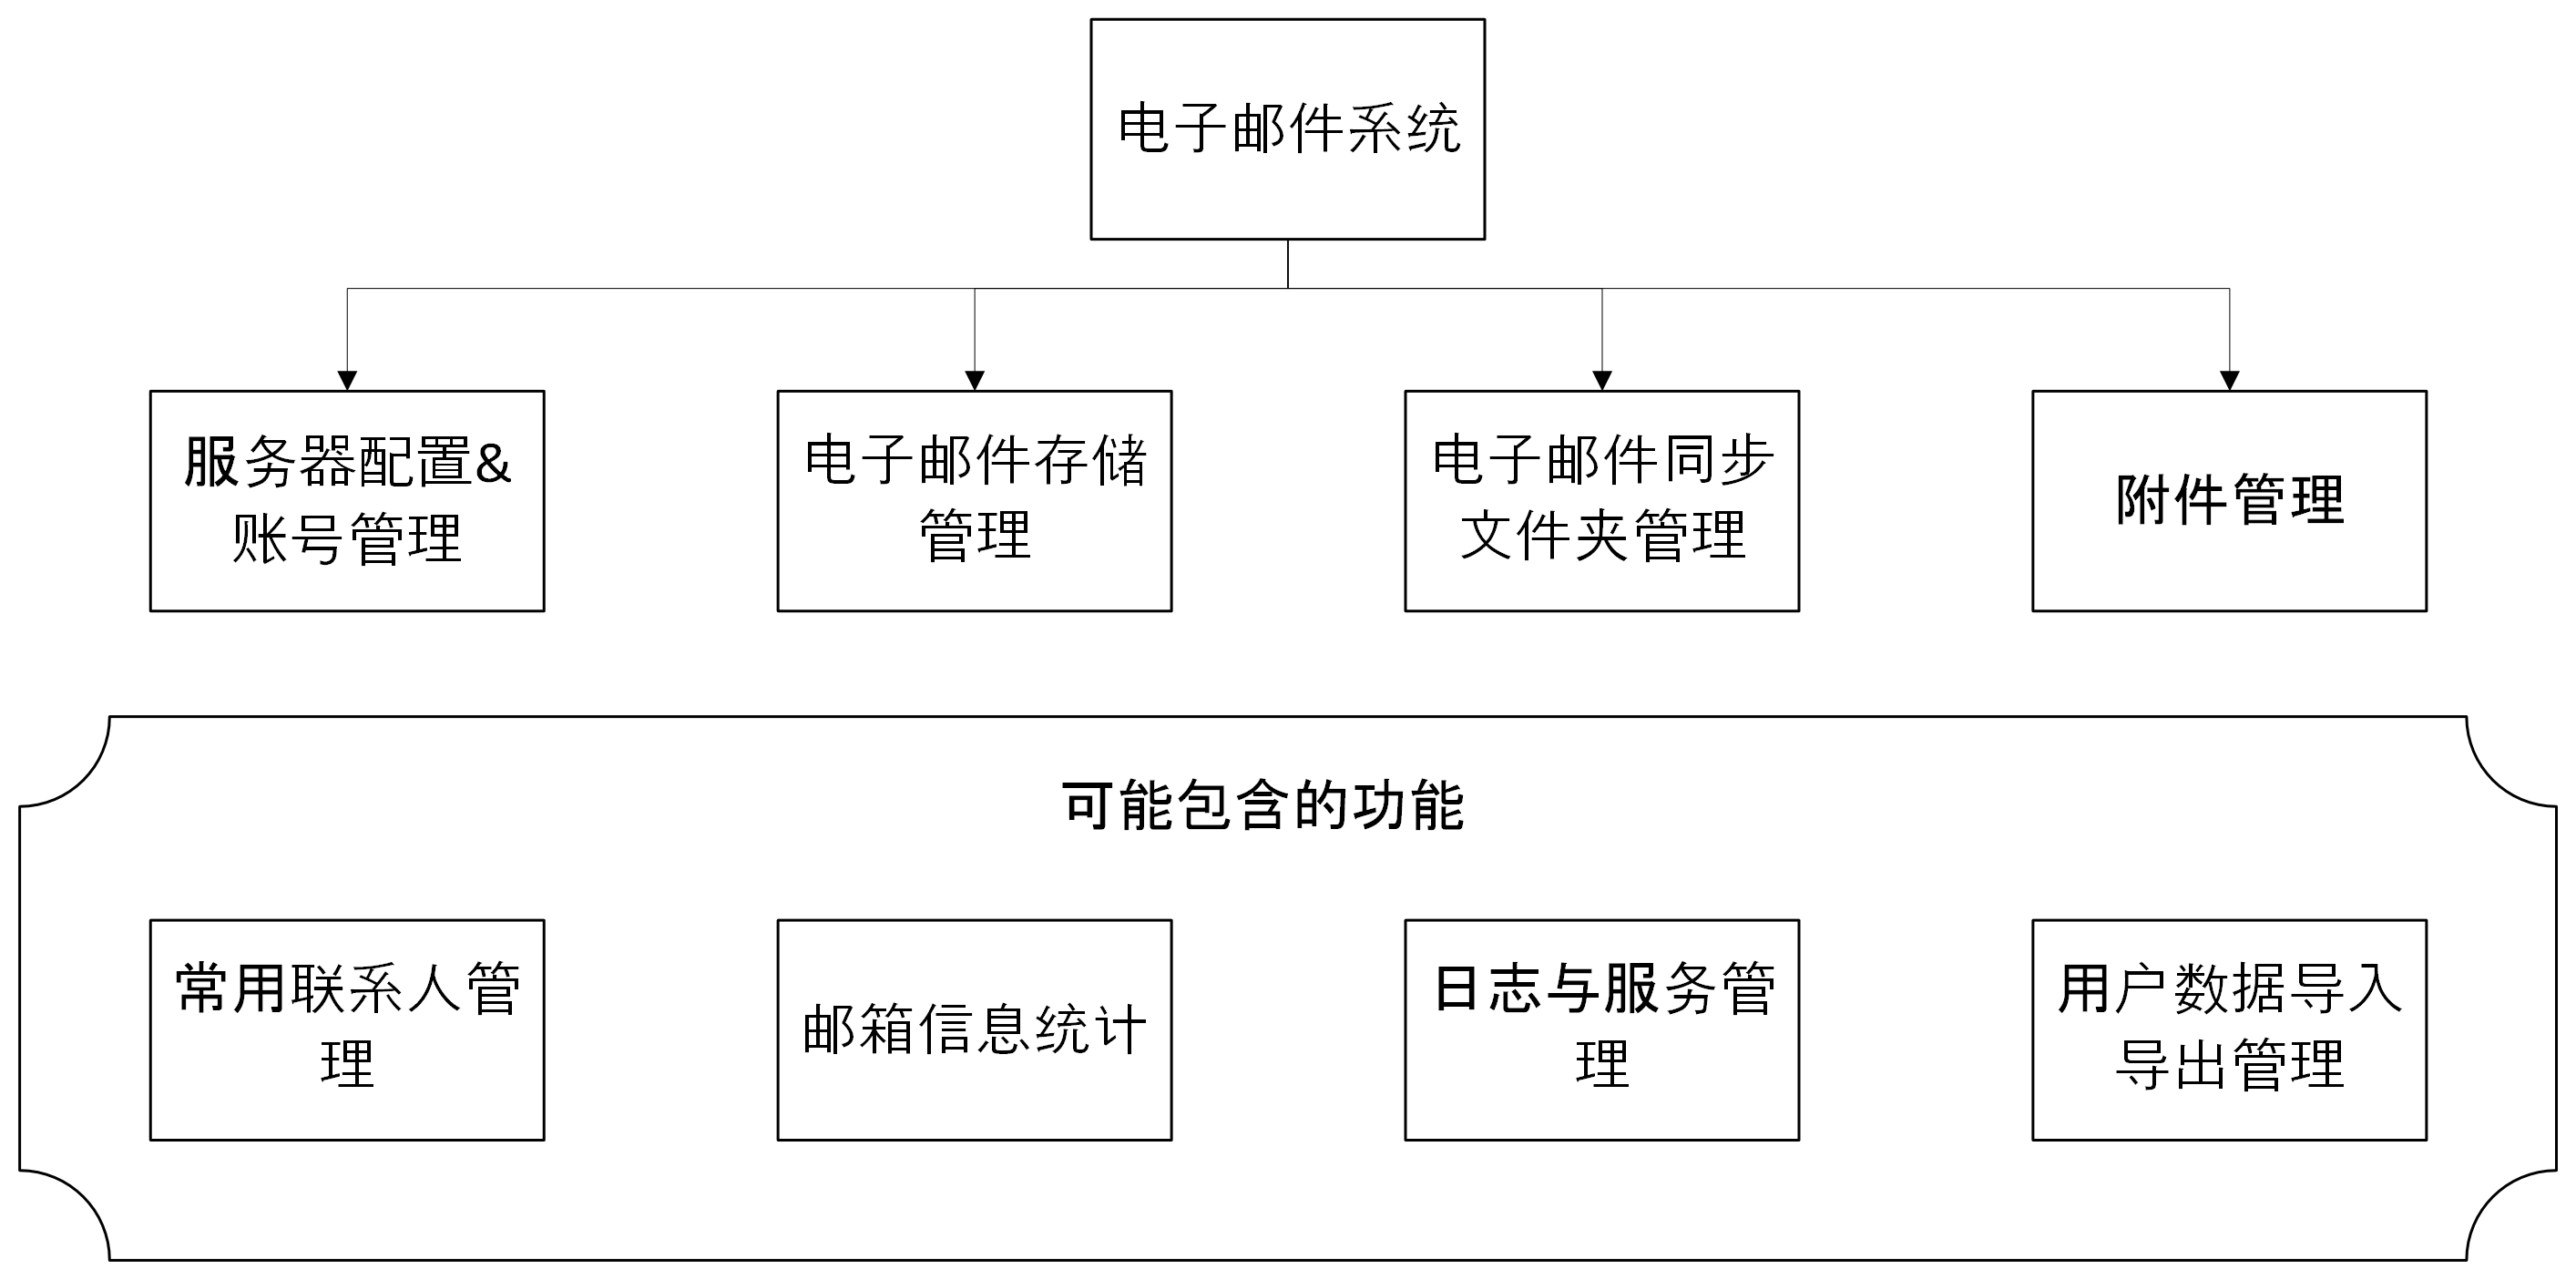 电子邮件系统
服务器配置&
账号管理
电子邮件存储
管理
电子邮件同步
文件夹管理
附件管理
可能包含的功能
常用联系人管
理
邮箱信息统计
日志与服务管
理
用户数据导入
导出管理